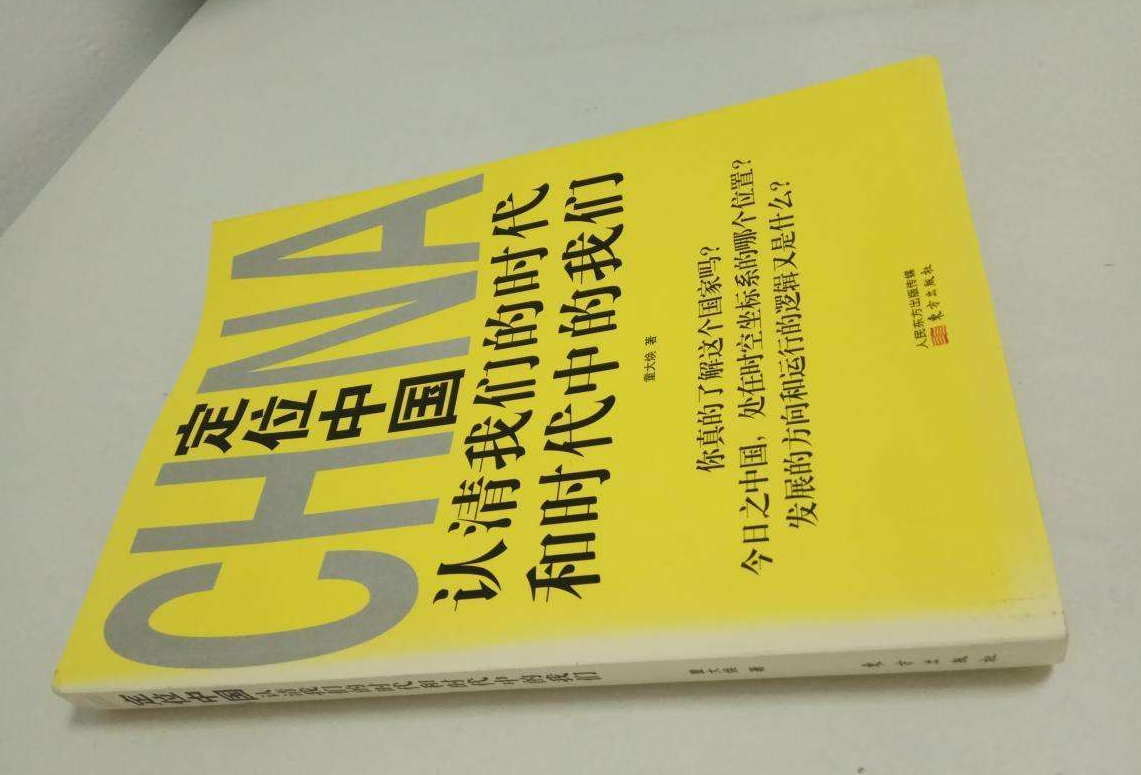 CHINA
定位中国
认清我们的时代
和时代中的我们
童大焕 著
你真的了解这个国家吗？
今日之中国，处在时空坐标系的哪个位置？
发展的方向和运行的逻辑又是什么？
人民东方出版传媒
东方出版社
定位中国 认清我们的时代和时代中的我们 童大焕 著 东方出版社